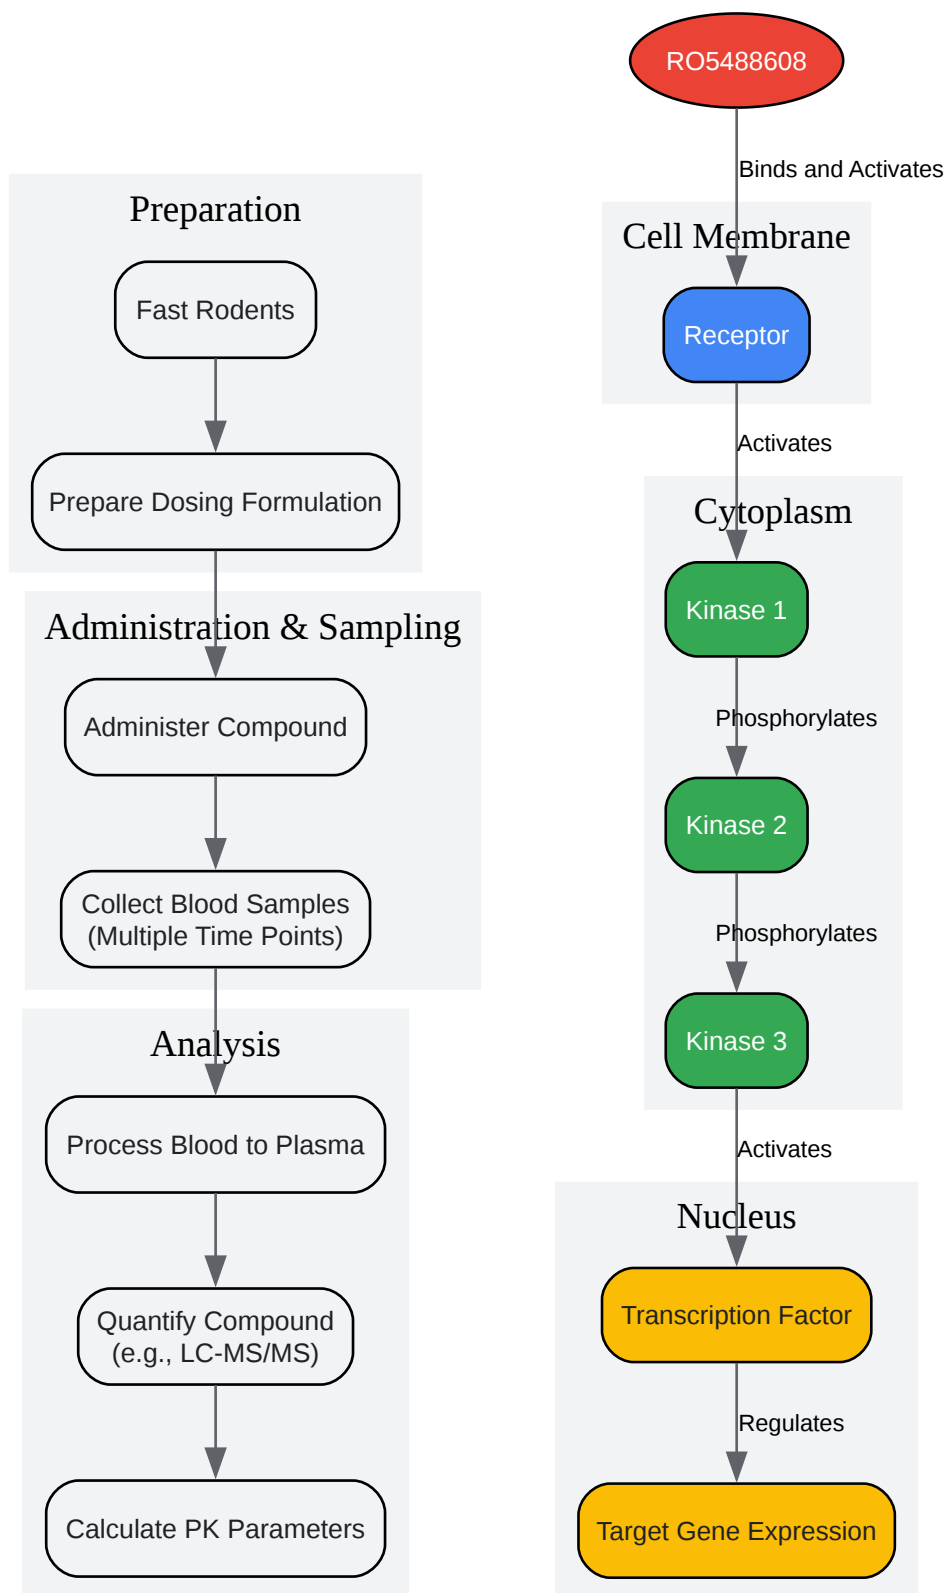 Preparation
Fast Rodents
Prepare Dosing Formulation
Administration & Sampling
Administer Compound
Collect Blood Samples
(Multiple Time Points)
Analysis
Process Blood to Plasma
Quantify Compound
(e.g., LC-MS/MS)
Calculate PK Parameters
RO5488608
Binds and Activates
Cell Membrane
Receptor
Activates
Cytoplasm
Kinase 1
Phosphorylates
Kinase 2
Phosphorylates
Kinase 3
Activates
Nucleus
Transcription Factor
Regulates
Target Gene Expression